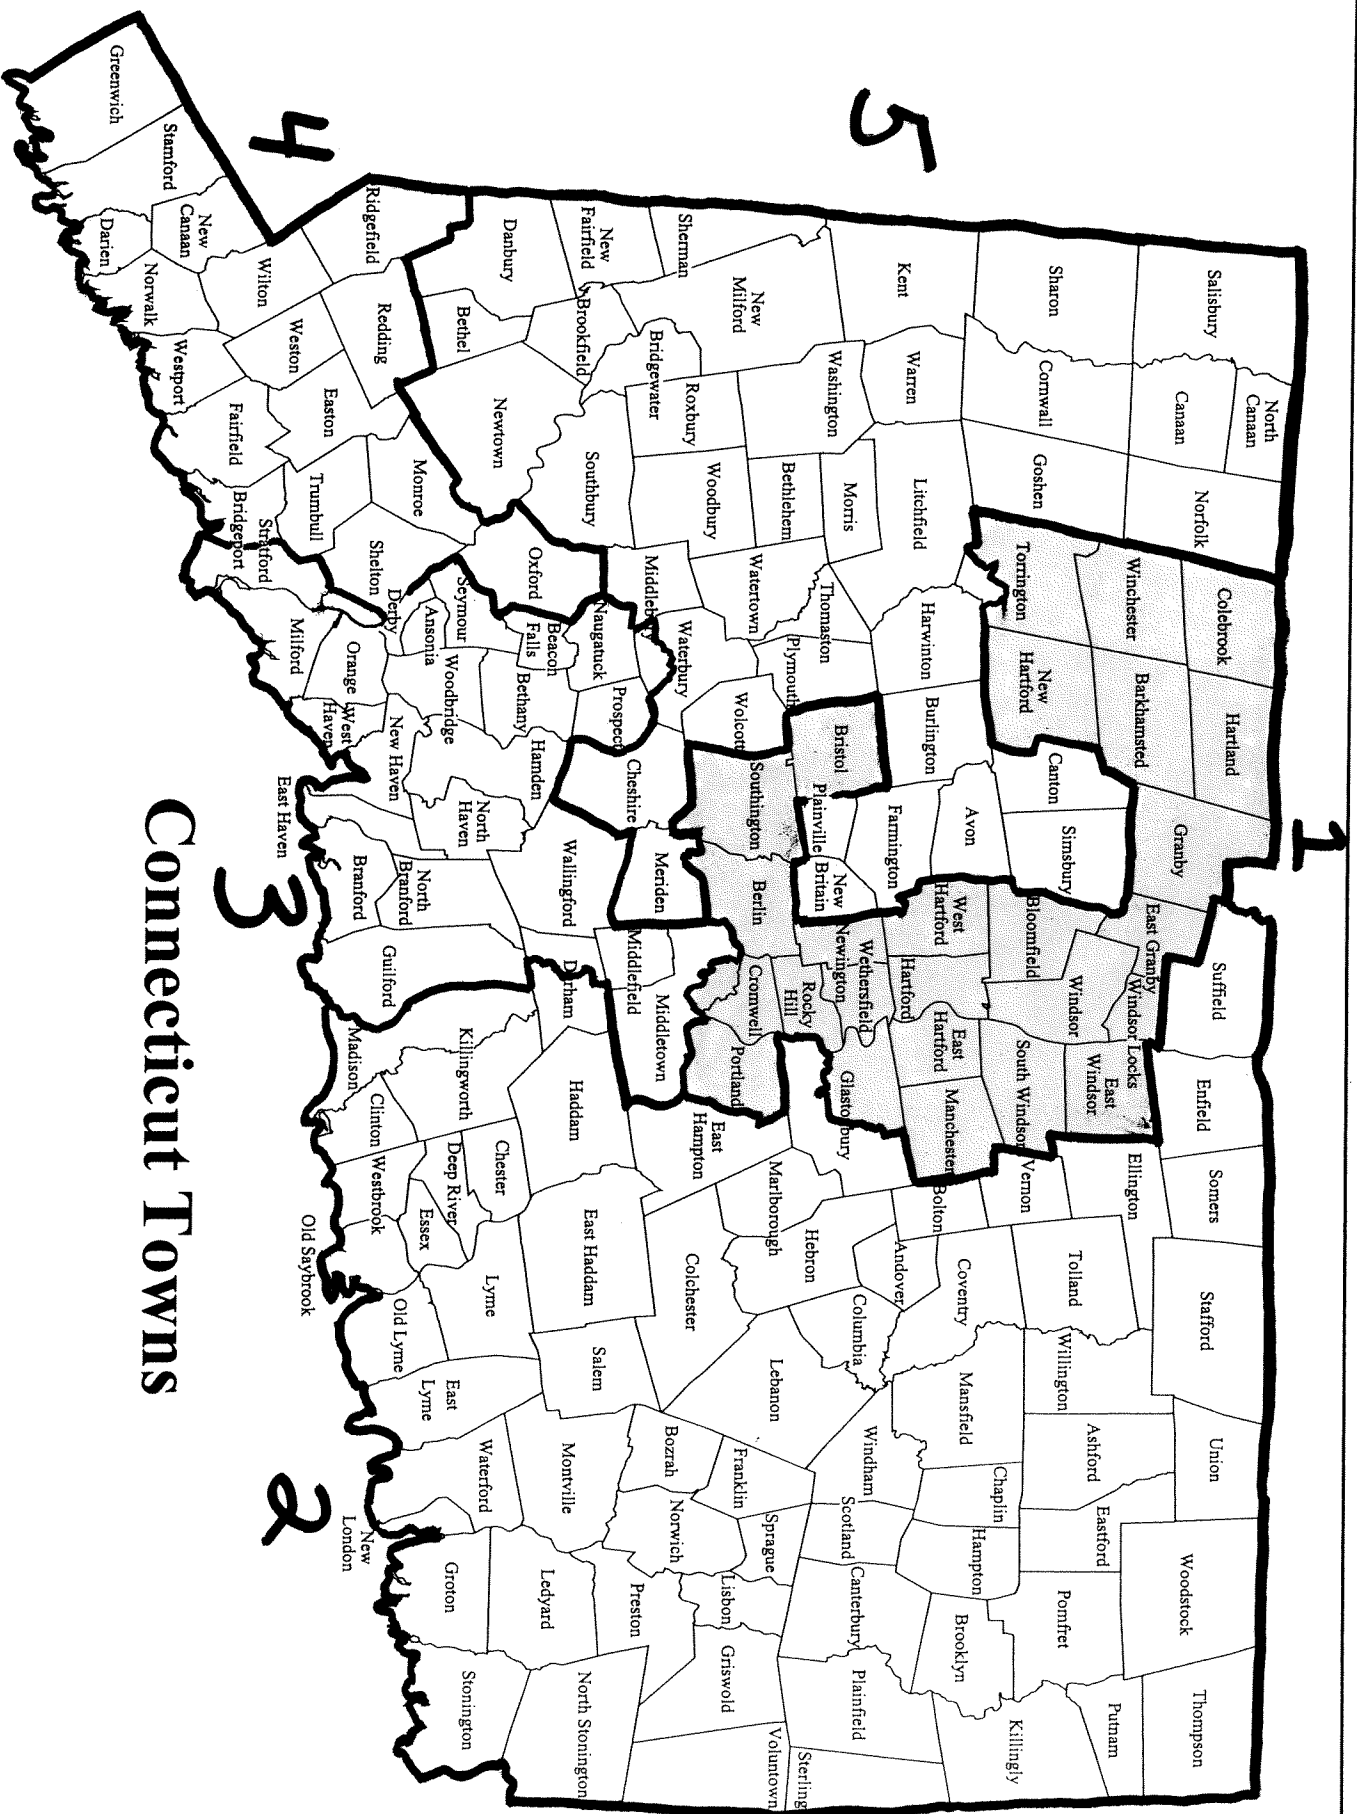 1
5
4
3
2
Salisbury
North
Canaan
Canaan
Norfolk
Colebrook
Hartland
Granby
Suffield
Enfield
Somers
Stafford
Union
Woodstock
Thompson
Sharon
Cornwall
Goshen
Winchester
Barkhamsted
East Granby
Windsor Locks
East
Windsor
Ellington
Torrington
New
Hartford
Canton
Simsbury
Bloomfield
Windsor
South Windsor
Vernon
Tolland
Willington
Ashford
Eastford
Pomfret
Putnam
Kent
Warren
Litchfield
Harwinton
Burlington
Avon
Farmington
West
Hartford
Hartford
East
Hartford
Manchester
Bolton
Andover
Coventry
Mansfield
Chaplin
Hampton
Brooklyn
Killingly
New
Milford
Washington
Morris
Bethlehem
Thomaston
Plymouth
Bristol
Plainville
New
Britain
Newington
Wethersfield
Rocky
Hill
Glastonbury
Hebron
Columbia
Windham
Scotland
Canterbury
Plainfield
Sterling
Sherman
New
Fairfield
Brookfield
Bridgewater
Roxbury
Woodbury
Watertown
Waterbury
Wolcott
Southington
Berlin
Cromwell
Portland
East
Hampton
Marlborough
Colchester
Lebanon
Franklin
Bozrah
Norwich
Sprague
Lisbon
Griswold
Voluntown
Danbury
Bethel
Newtown
Southbury
Middlebury
Oxford
Naugatuck
Beacon
Falls
Prospect
Cheshire
Meriden
Middlefield
Middletown
Durham
Haddam
East Haddam
Salem
Montville
Preston
Ledyard
North Stonington
Ridgefield
Redding
Monroe
Shelton
Seymour
Derby
Ansonia
Woodbridge
Bethany
Hamden
North
Haven
Wallingford
Killingworth
Chester
Deep River
Essex
Lyme
East
Lyme
Waterford
Groton
Stonington
Wilton
Weston
Easton
Trumbull
Stratford
Bridgeport
Milford
Orange
West
Haven
New Haven
North
Branford
Branford
Guilford
Madison
Clinton
Westbrook
Old Lyme
New
London
East Haven
Old Saybrook
Greenwich
Stamford
New
Canaan
Darien
Norwalk
Westport
Fairfield
Connecticut Towns